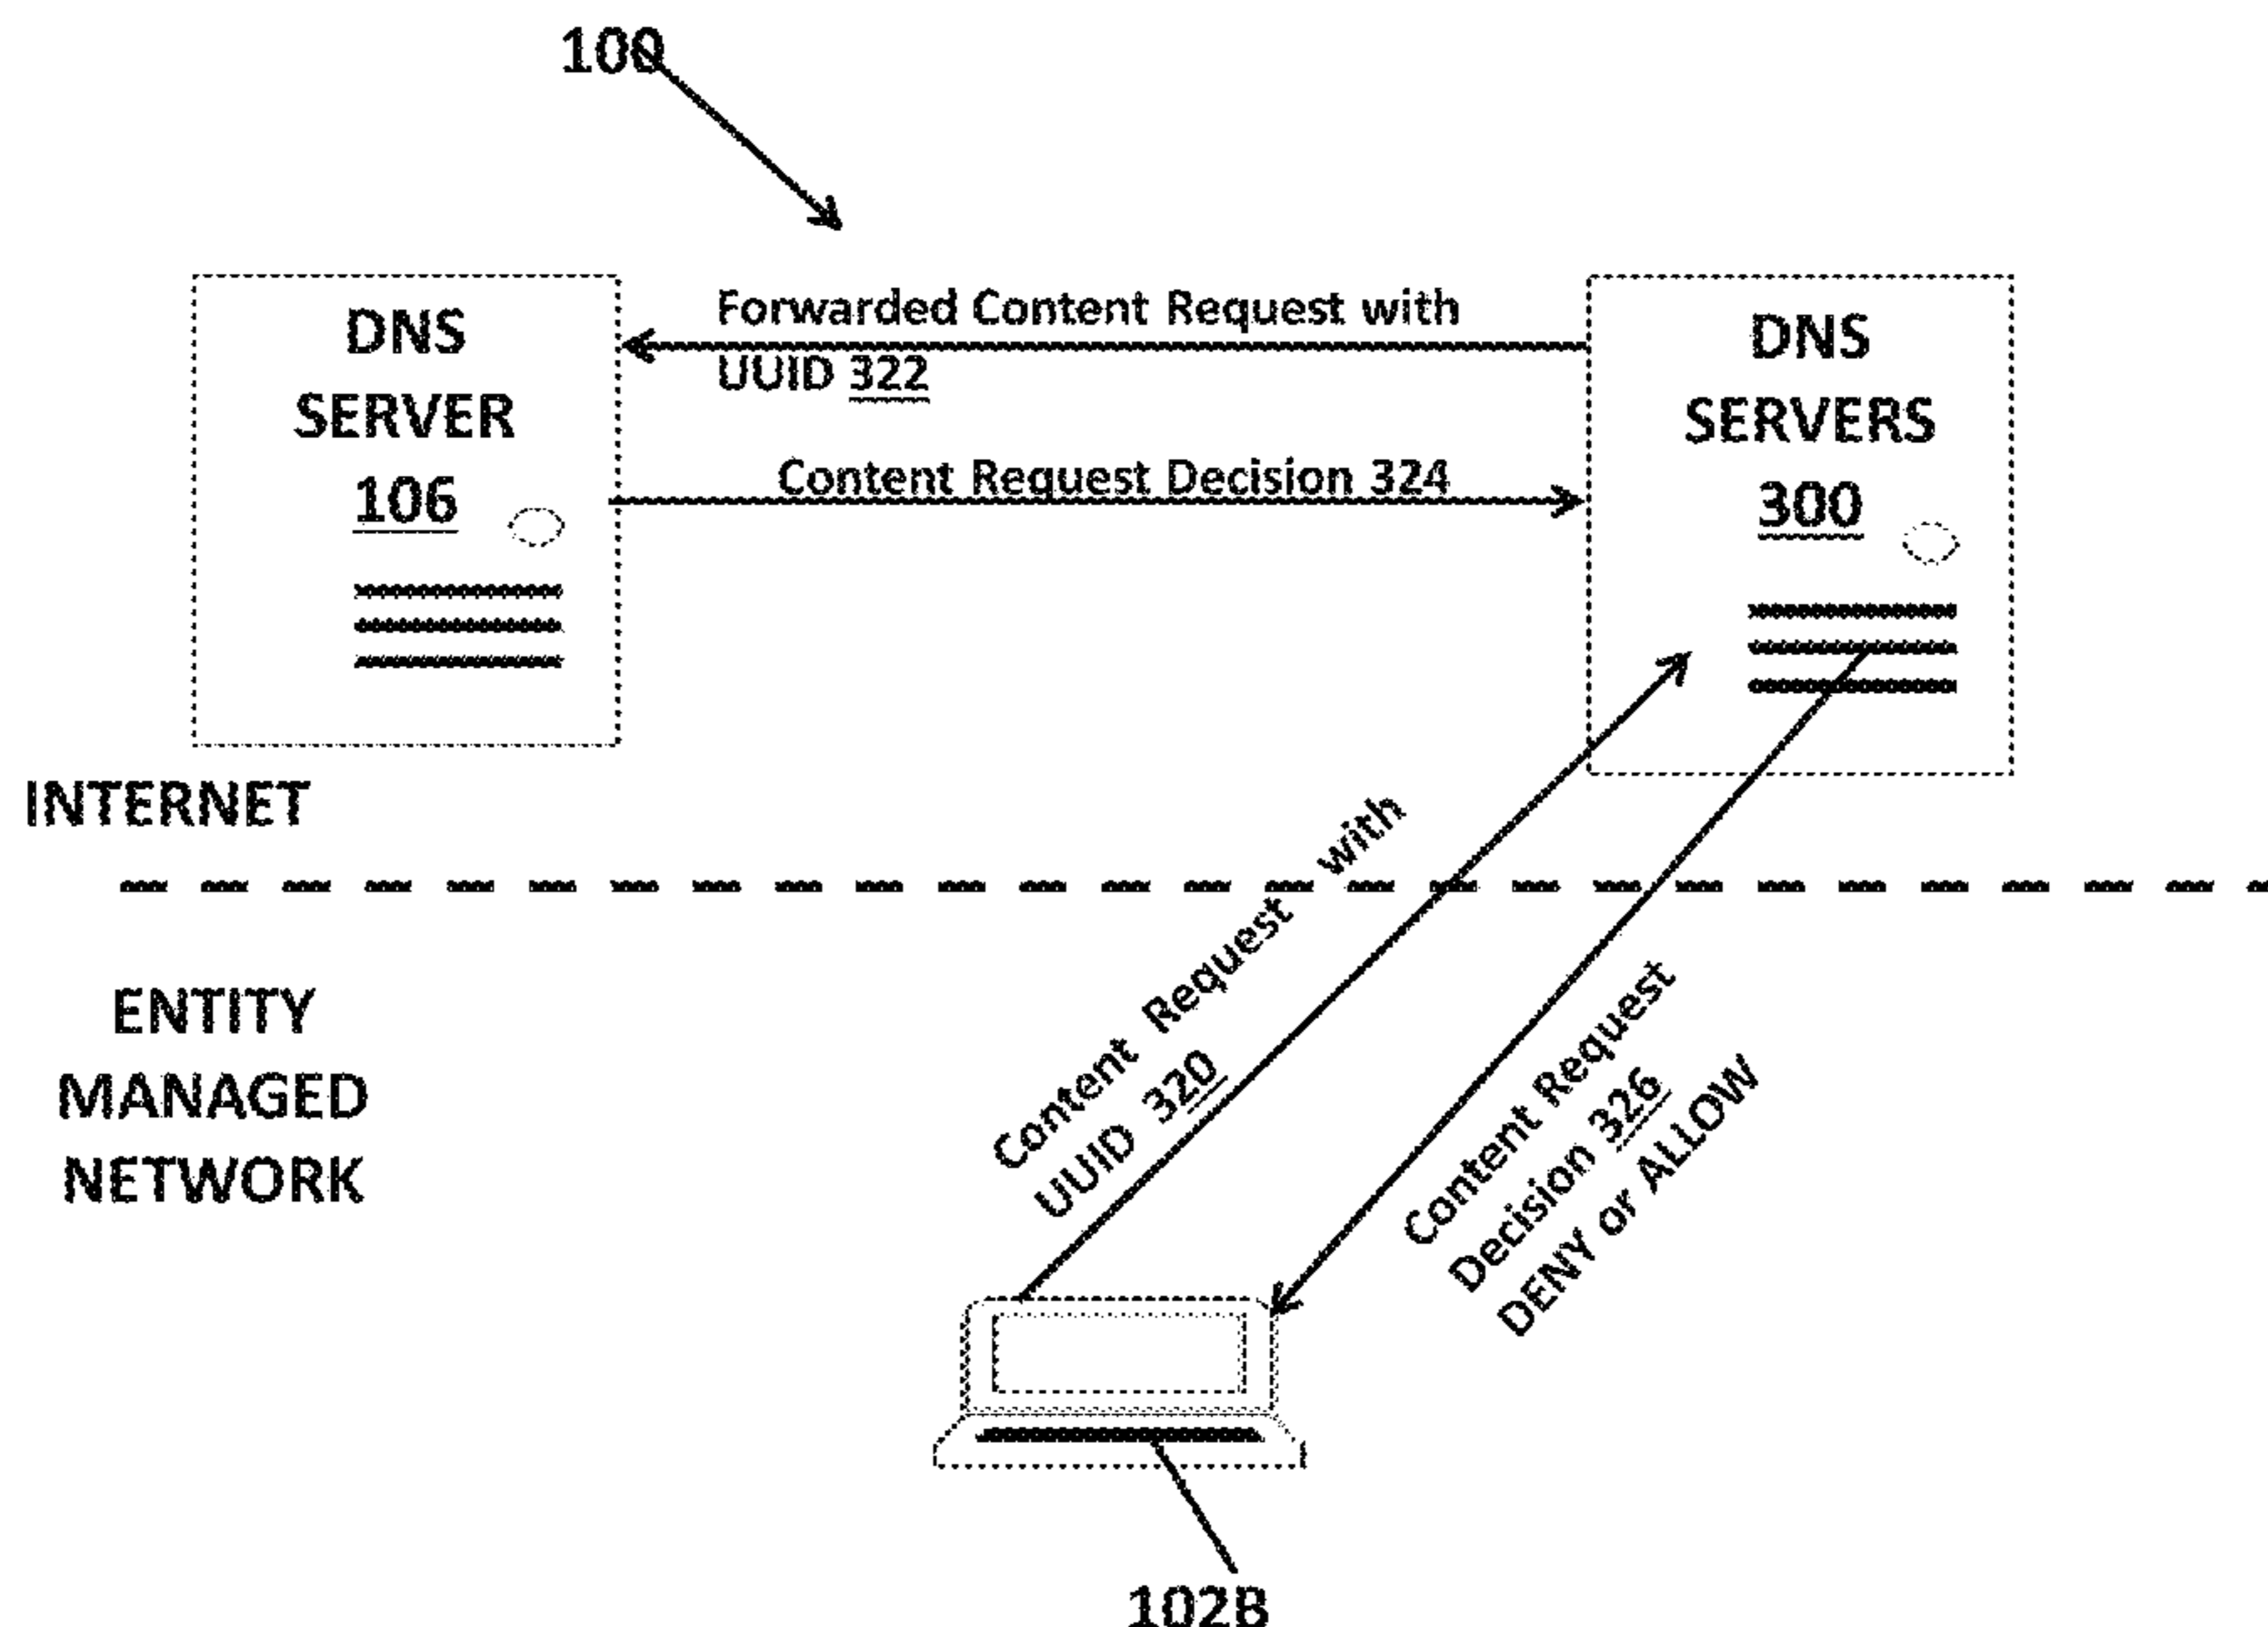 100
DNS
SERVER
106
Forwarded Content Request with
UUID 322
Content Request Decision 324
DNS
SERVERS
300
INTERNET
ENTITY
MANAGED
NETWORK
Content Request with
UUID 320
Content Request
Decision 326
DENY or ALLOW
102B